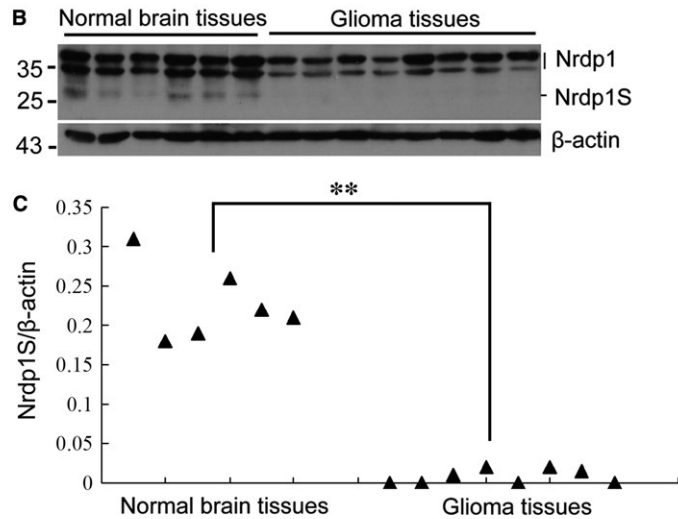 B
Normal brain tissues Glioma tissues
35
Nrdp1
25
Nrdp1S
43
β-actin
C
**
0.35
0.3
0.25
0.2
0.15
0.1
0.05
0
Nrdp1S/β-actin
Normal brain tissues Glioma tissues